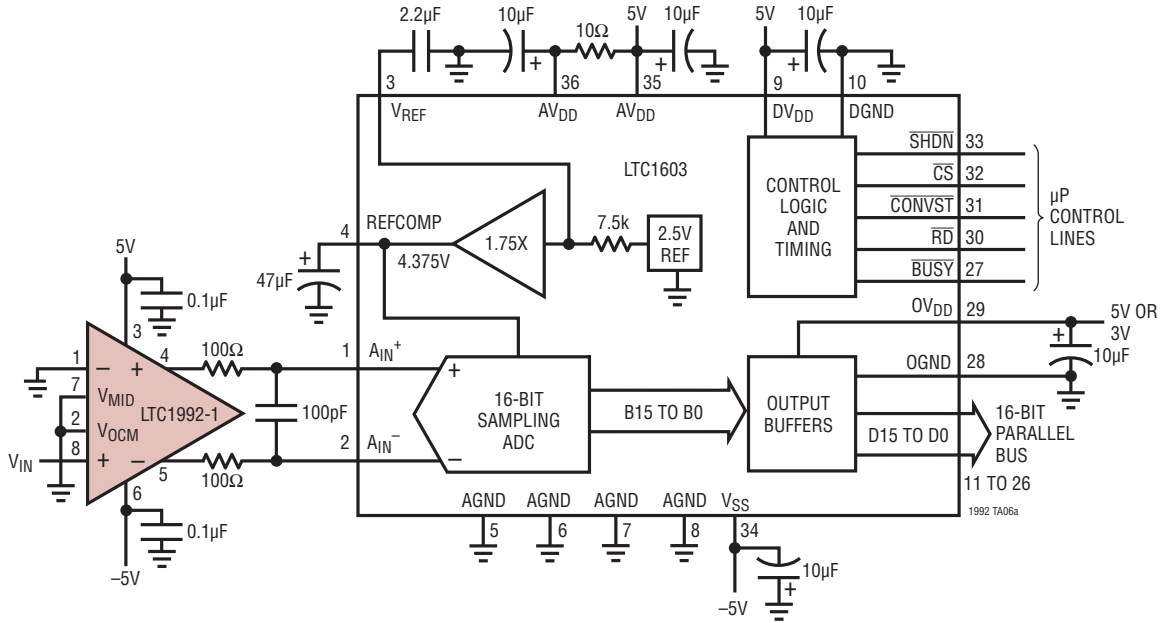 2.2µF
10µF
10Ω
5V
10µF
5V
10µF
3
36
35
9
10
VREF
AVDD
AVDD
DVDD
DGND
LTC1603
CONTROL
LOGIC
AND
TIMING
SHDN 33
CS 32
CONVST 31
RD 30
BUSY 27
µP
CONTROL
LINES
4
REFCOMP
4.375V
1.75X
7.5k
2.5V
REF
47µF
+
+
+
+
5V
0.1µF
3
1
7
2
8
VIN
– +
VMID
LTC1992-1
VOCM
+ –
4
5
6
100Ω
100Ω
100pF
0.1µF
–5V
1 AIN+
2 AIN–
+
–
16-BIT
SAMPLING
ADC
B15 TO B0
OUTPUT
BUFFERS
OVDD 29
OGND 28
5V OR
3V
+
10µF
D15 TO D0
16-BIT
PARALLEL
BUS
11 TO 26
AGND
AGND
AGND
AGND
VSS
5
6
7
8
34
10µF
+
–5V
1992 TA06a